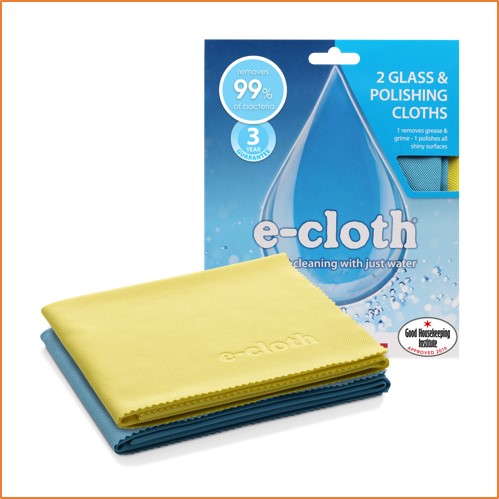 removes
99%
of bacteria
3
YEAR
GUARANTEE
2 GLASS &
POLISHING
CLOTHS
1 removes grease &
grime - 1 polishes all
shiny surfaces
e-cloth®
cleaning with just water
Good Housekeeping
Institute
APPROVED 2016
e-cloth